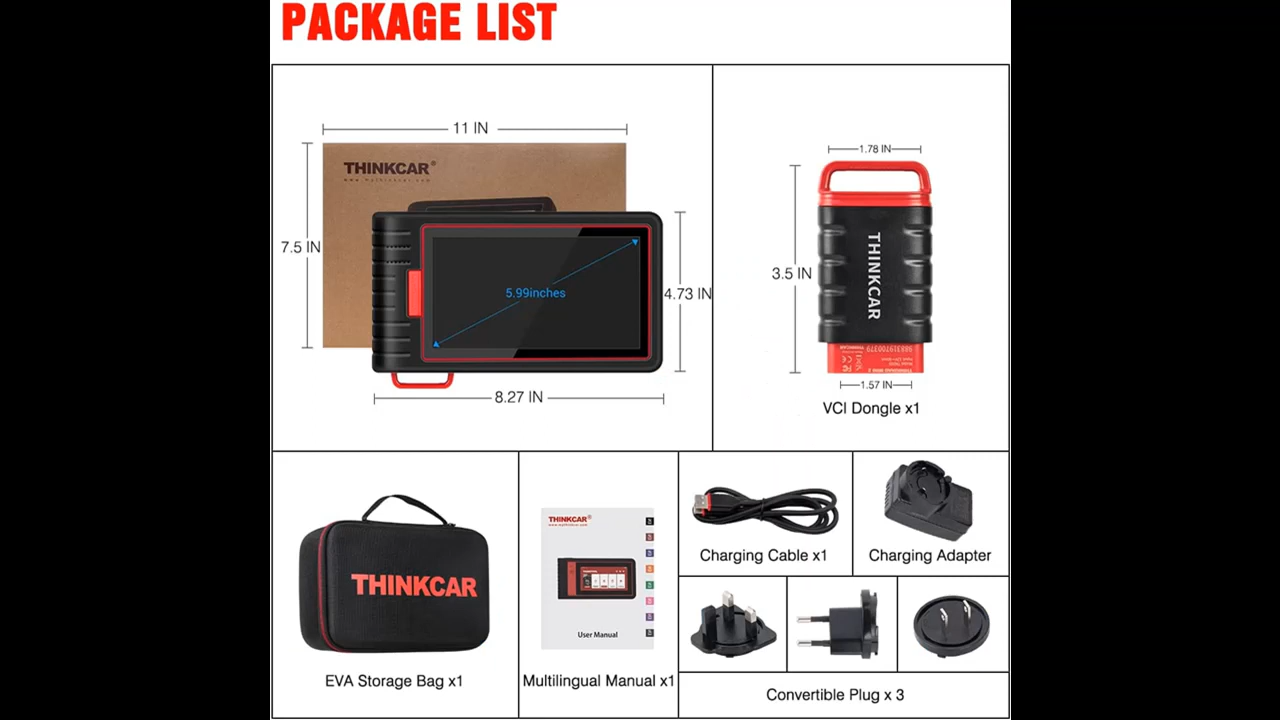 PACKAGE LIST
11 IN
THINKCAR®
7.5 IN
5.99inches
4.73 IN
8.27 IN
1.78 IN
THINKCAR
3.5 IN
988319700379
1.57 IN
VCI Dongle x1
THINKCAR
EVA Storage Bag x1
THINKCAR®
User Manual
Multilingual Manual x1
Charging Cable x1
Charging Adapter
Convertible Plug x 3